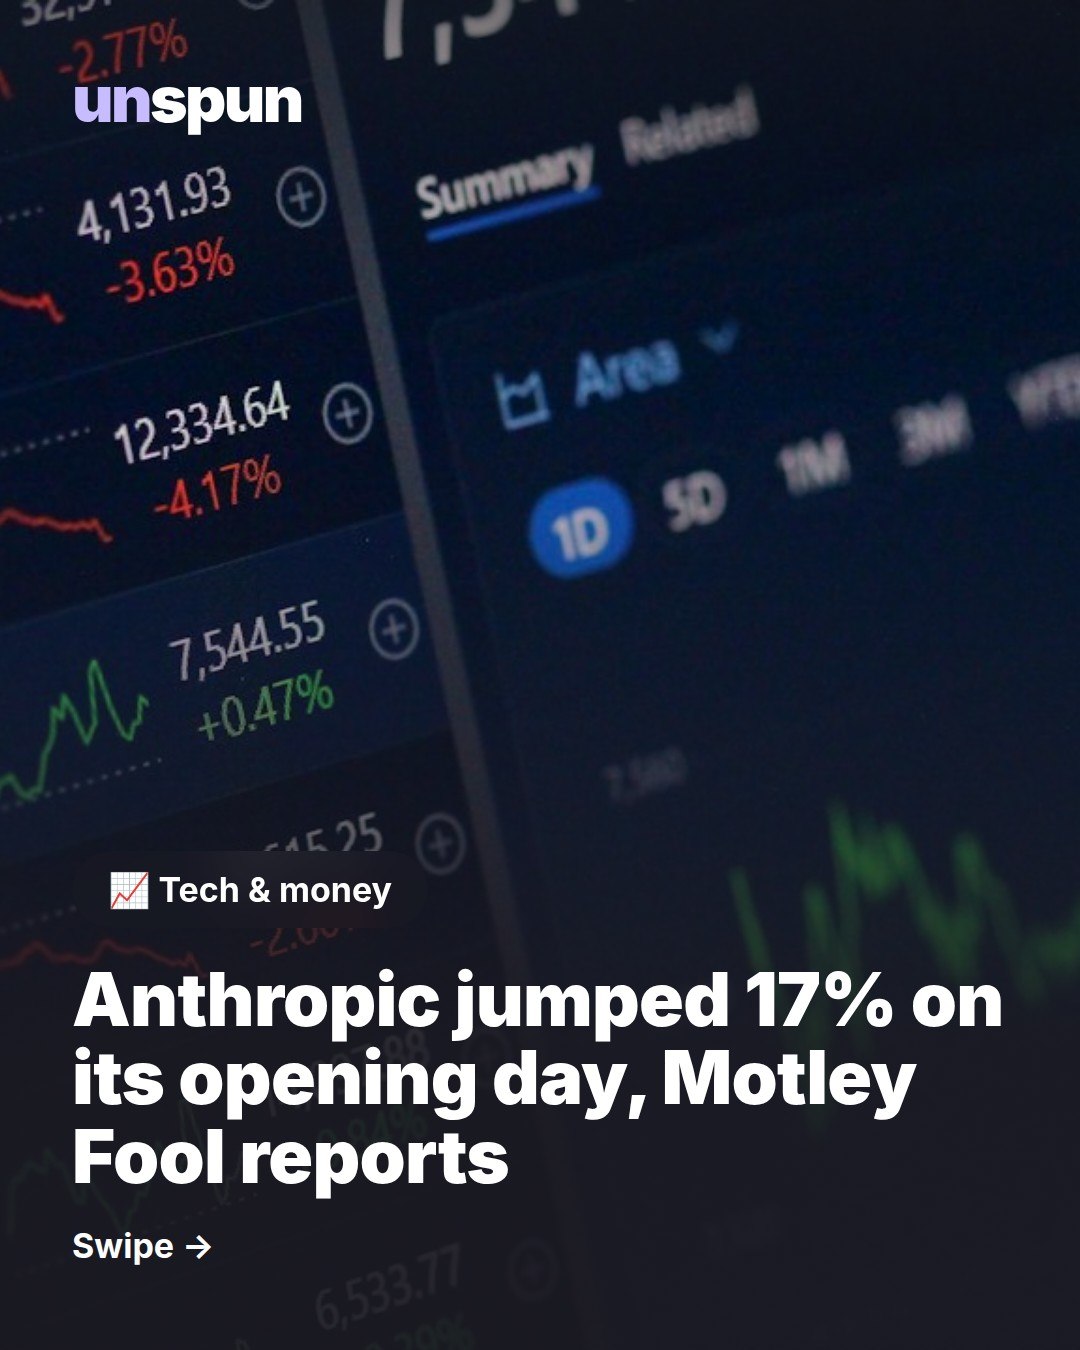 -2.77%
unspun
4,131.93
-3.63%
Summary
Related
Area
12,334.64
-4.17%
1D
5D
1M
3M
7,544.55
+0.47%
7,560
📈 Tech & money
Anthropic jumped 17% on
its opening day, Motley
Fool reports
Swipe →
6,533.77